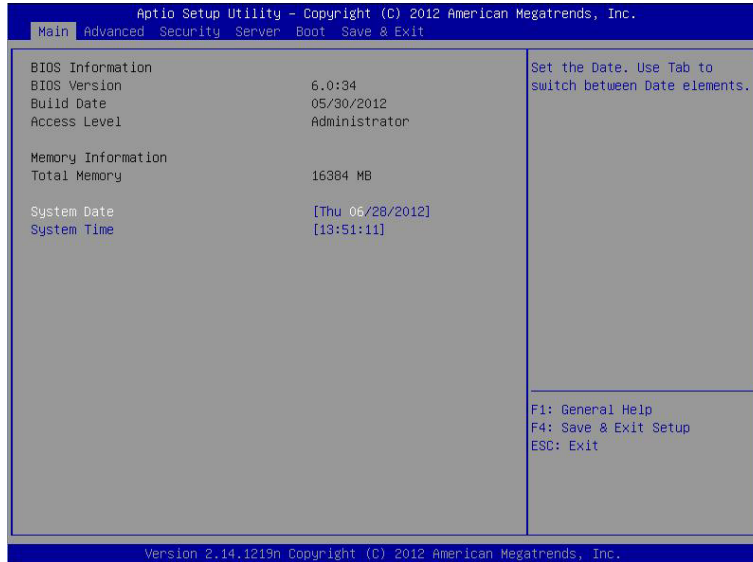 Aptio Setup Utility – Copyright (C) 2012 American Megatrends, Inc.
Main Advanced Security Server Boot Save & Exit
BIOS Information
BIOS Version 6.0:34
Build Date 05/30/2012
Access Level Administrator
Memory Information
Total Memory 16384 MB
System Date [Thu 06/28/2012]
System Time [13:51:11]
Set the Date. Use Tab to
switch between Date elements.
F1: General Help
F4: Save & Exit Setup
ESC: Exit
Version 2.14.1219n Copyright (C) 2012 American Megatrends, Inc.